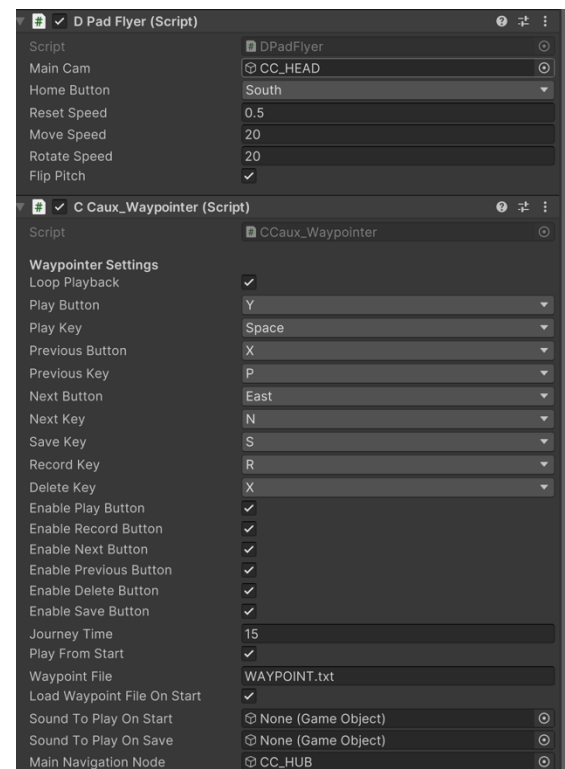 # D Pad Flyer (Script)
Script # DPadFlyer
Main Cam CC_HEAD
Home Button South
Reset Speed 0.5
Move Speed 20
Rotate Speed 20
Flip Pitch
# C Caux_Waypointer (Script)
Script # CCaux_Waypointer
Waypointer Settings
Loop Playback
Play Button Y
Play Key Space
Previous Button X
Previous Key P
Next Button East
Next Key N
Save Key S
Record Key R
Delete Key X
Enable Play Button
Enable Record Button
Enable Next Button
Enable Previous Button
Enable Delete Button
Enable Save Button
Journey Time 15
Play From Start
Waypoint File WAYPOINT.txt
Load Waypoint File On Start
Sound To Play On Start None (Game Object)
Sound To Play On Save None (Game Object)
Main Navigation Node CC_HUB